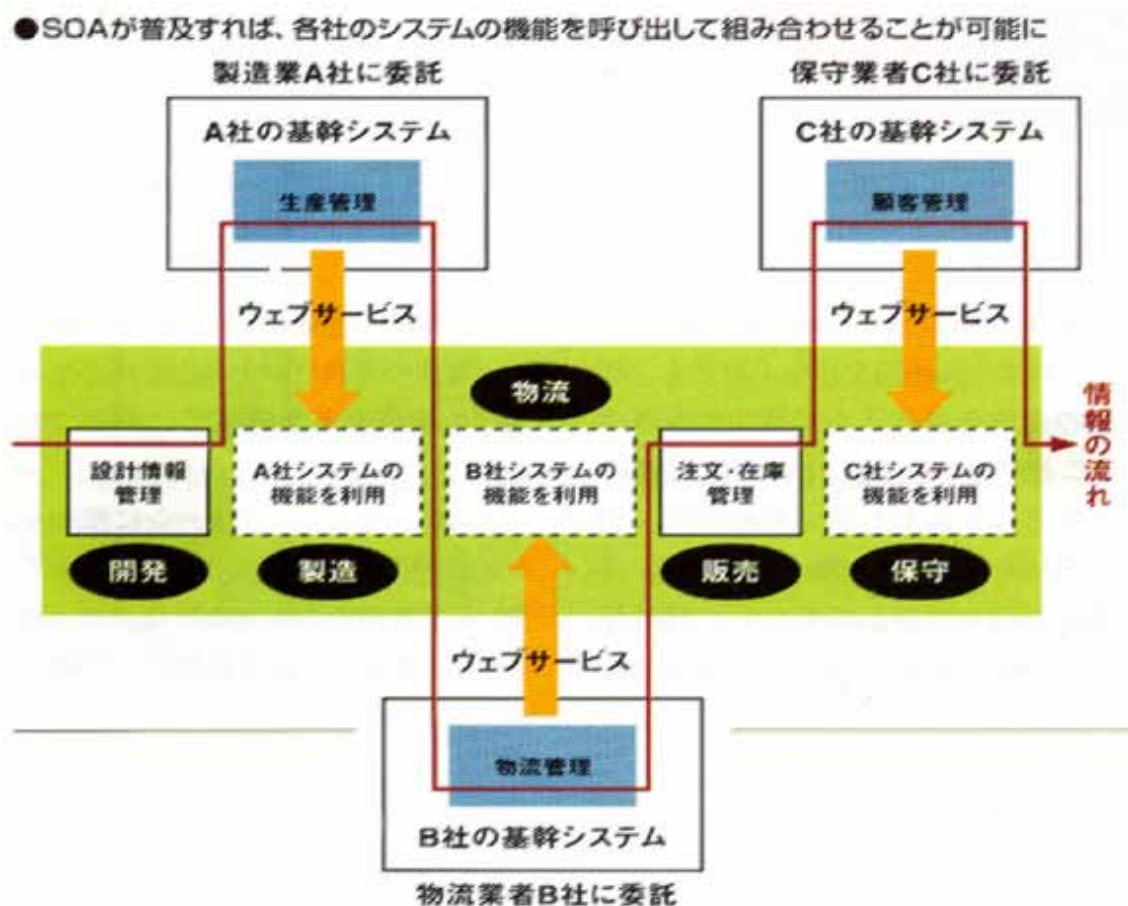 ●SOAが普及すれば、各社のシステムの機能を呼び出して組み合わせることが可能に
製造業A社に委託
保守業者C社に委託
A社の基幹システム
C社の基幹システム
生産管理
顧客管理
ウェブサービス
ウェブサービス
物流
情報の流れ
設計情報
管理
A社システムの
機能を利用
B社システムの
機能を利用
注文・在庫
管理
C社システムの
機能を利用
開発
製造
販売
保守
ウェブサービス
物流管理
B社の基幹システム
物流業者B社に委託